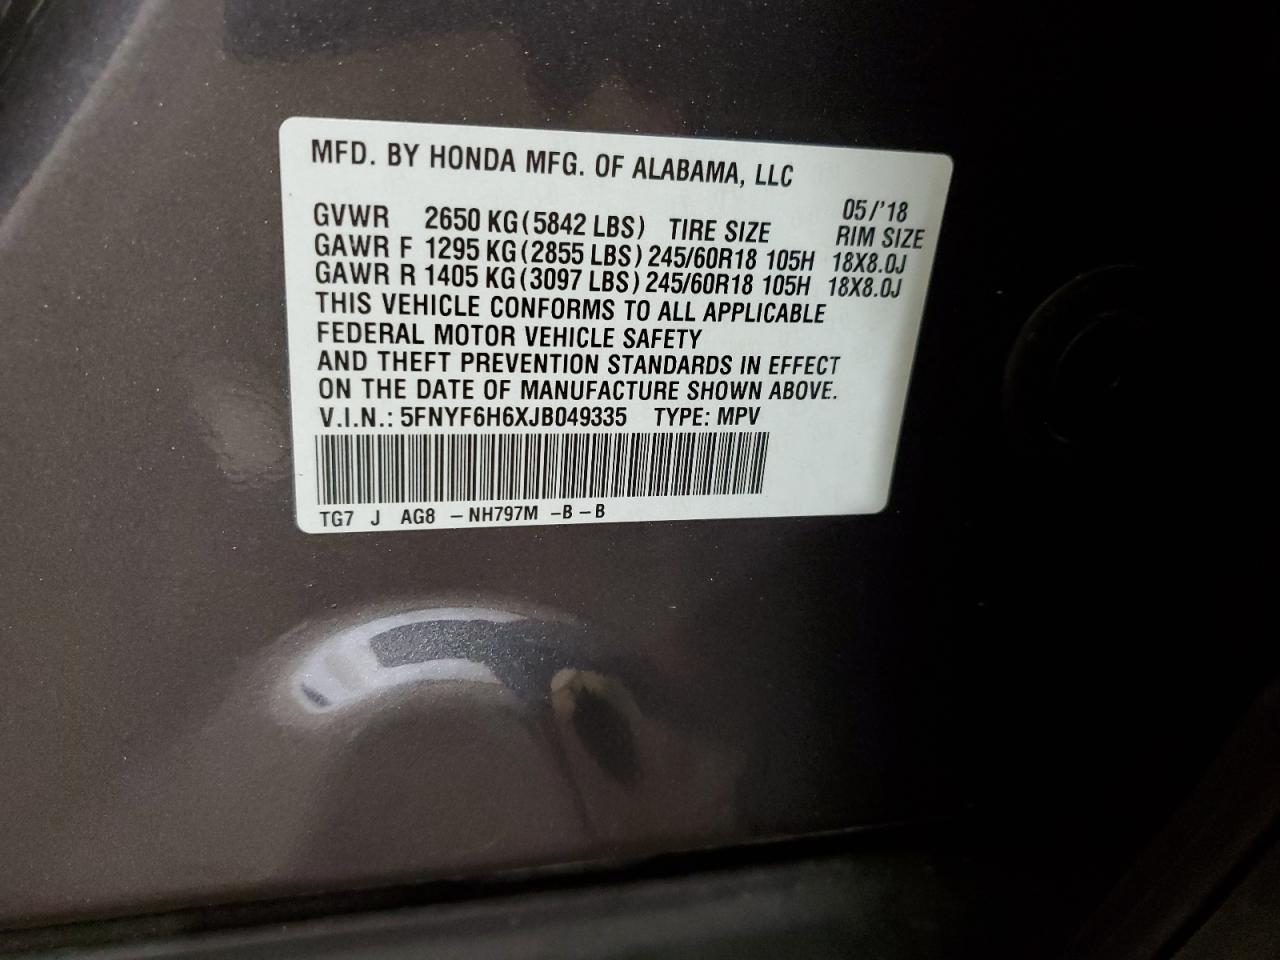 MFD. BY HONDA MFG. OF ALABAMA, LLC
05/'18
GVWR 2650 KG (5842 LBS) TIRE SIZE RIM SIZE
GAWR F 1295 KG (2855 LBS) 245/60R18 105H 18X8.0J
GAWR R 1405 KG (3097 LBS) 245/60R18 105H 18X8.0J
THIS VEHICLE CONFORMS TO ALL APPLICABLE
FEDERAL MOTOR VEHICLE SAFETY
AND THEFT PREVENTION STANDARDS IN EFFECT
ON THE DATE OF MANUFACTURE SHOWN ABOVE.
V.I.N.: 5FNYF6H6XJB049335 TYPE: MPV
TG7 J AG8 – NH797M – B – B